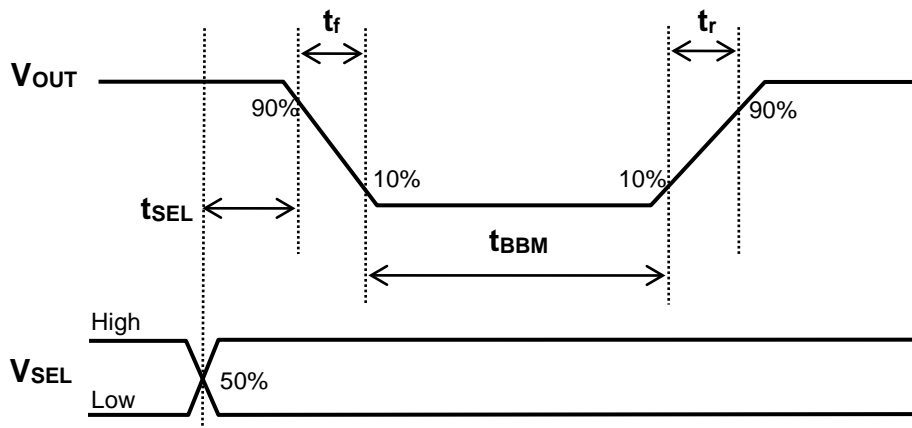 tf
tr
VOUT
90%
90%
10%
10%
tSEL
tBBM
High
VSEL
50%
Low